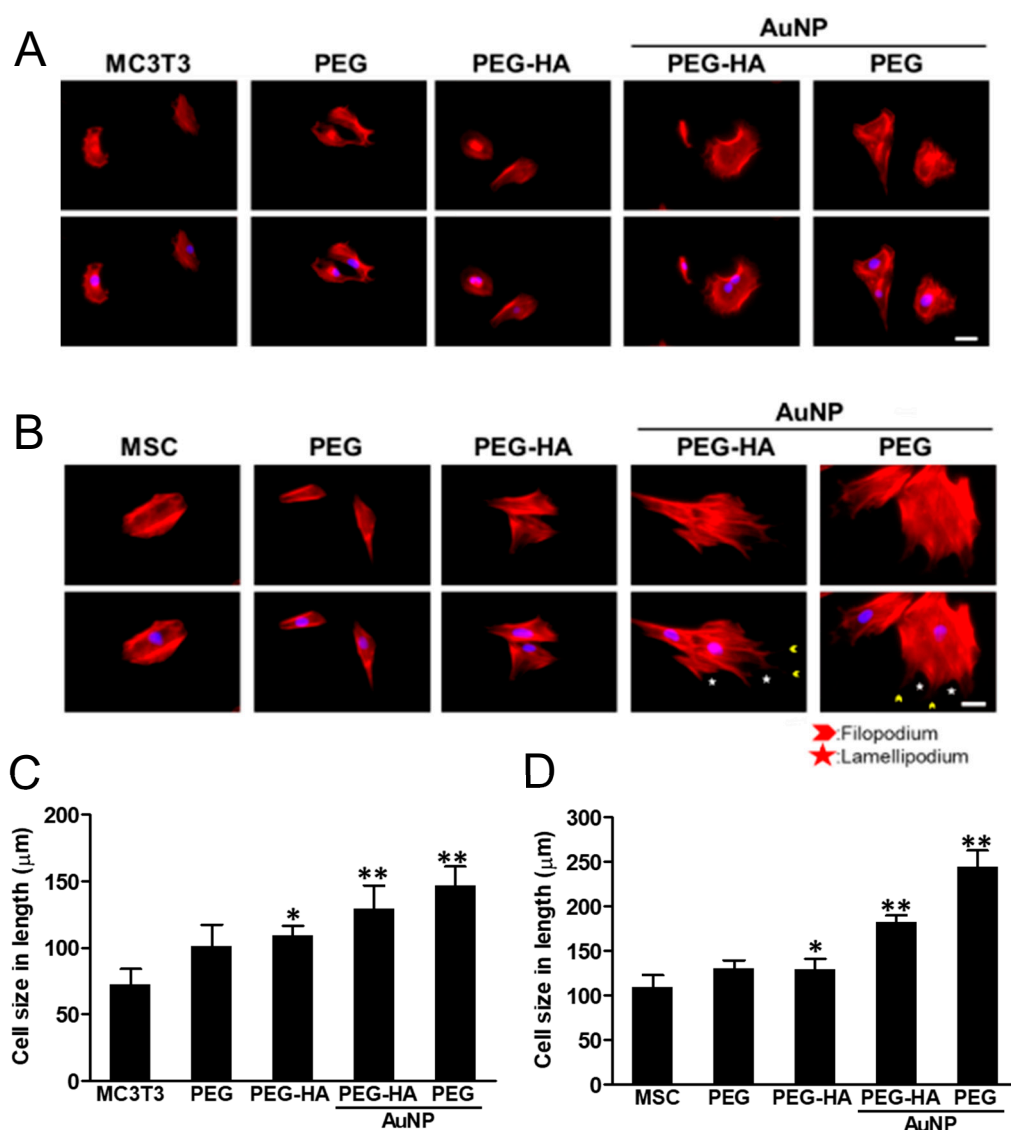 A
AuNP
MC3T3 PEG PEG-HA PEG-HA PEG
B
AuNP
MSC PEG PEG-HA PEG-HA PEG
:Filopodium
:Lamellipodium
C
Cell size in length (μm)
200
150
100
50
0
* ** **
MC3T3 PEG PEG-HA PEG-HA PEG
AuNP
D
Cell size in length (μm)
300
250
200
150
100
50
0
* ** **
MSC PEG PEG-HA PEG-HA PEG
AuNP